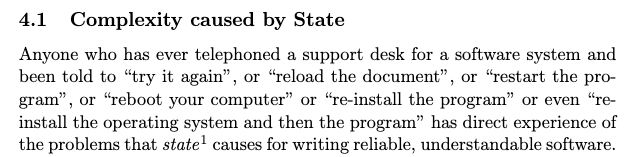 4.1 Complexity caused by State
Anyone who has ever telephoned a support desk for a software system and
been told to “try it again”, or “reload the document”, or “restart the pro-
gram”, or “reboot your computer” or “re-install the program” or even “re-
install the operating system and then the program” has direct experience of
the problems that state¹ causes for writing reliable, understandable software.